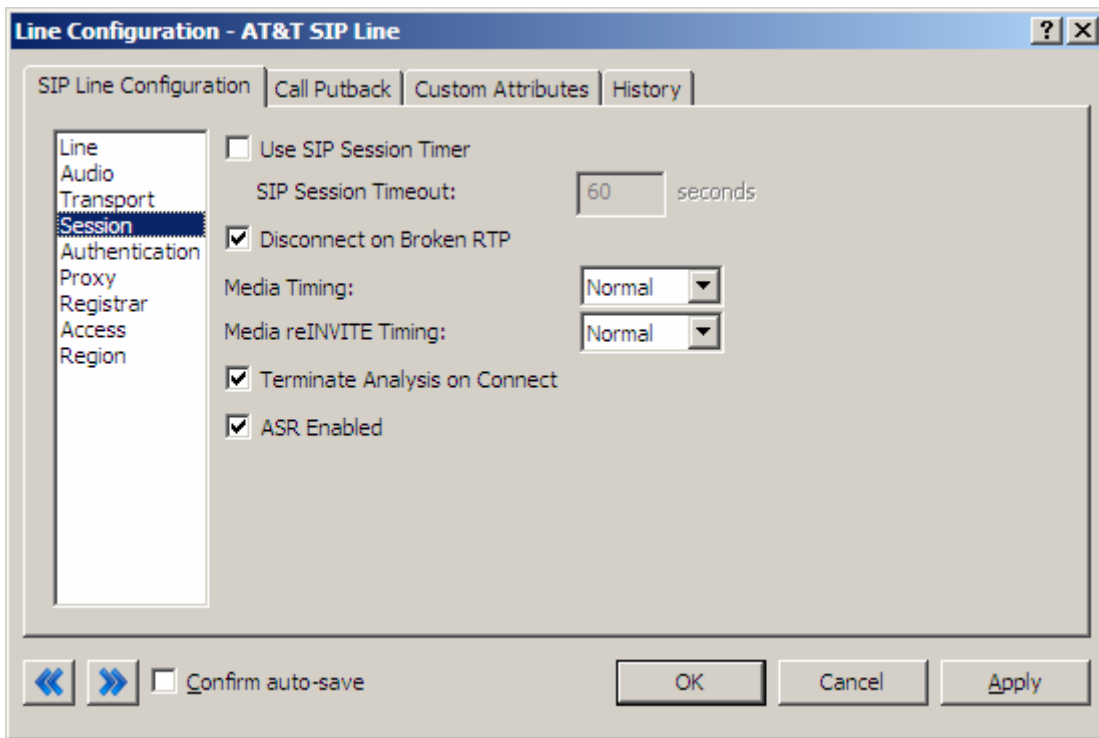 Line Configuration - AT&T SIP Line
SIP Line Configuration
Call Putback
Custom Attributes
History
Line
Audio
Transport
Session
Authentication
Proxy
Registrar
Access
Region
Use SIP Session Timer
SIP Session Timeout: 60 seconds
Disconnect on Broken RTP
Media Timing: Normal
Media reINVITE Timing: Normal
Terminate Analysis on Connect
ASR Enabled
Confirm auto-save
OK
Cancel
Apply